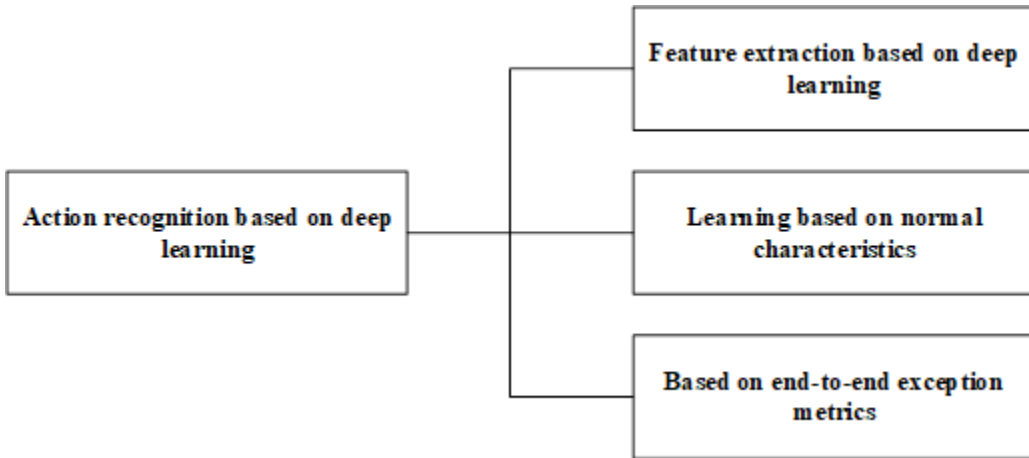 Feature extraction based on deep
learning
Action recognition based on deep
learning
Learning based on normal
characteristics
Based on end-to-end exception
metrics